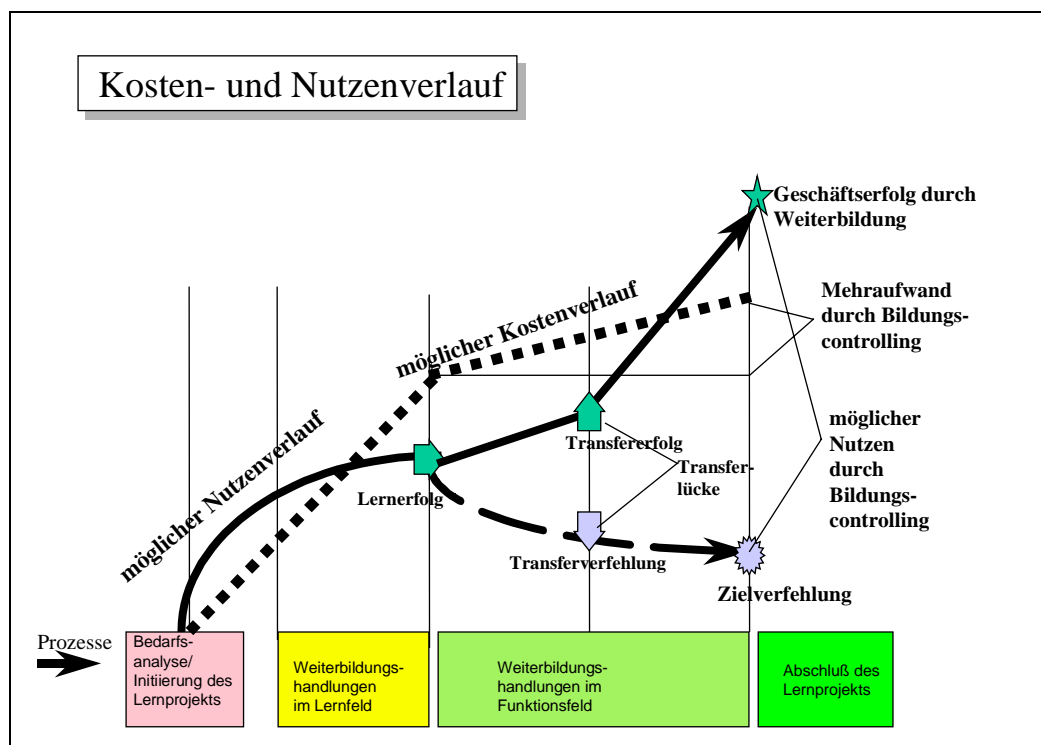 Kosten- und Nutzenverlauf
Geschäftserfolg durch
Weiterbildung
Mehraufwand
durch Bildungs-
controlling
möglicher Kostenverlauf
möglicher Nutzenverlauf
möglicher
Nutzen
durch
Bildungs-
controlling
Transfererfolg
Transfer-
lücke
Lernerfolg
Transferverfehlung
Zielverfehlung
Prozesse
Bedarfs-
analyse/
Initiierung des
Lernprojekts
Weiterbildungs-
handlungen
im Lernfeld
Weiterbildungs-
handlungen im
Funktionsfeld
Abschluß des
Lernprojekts